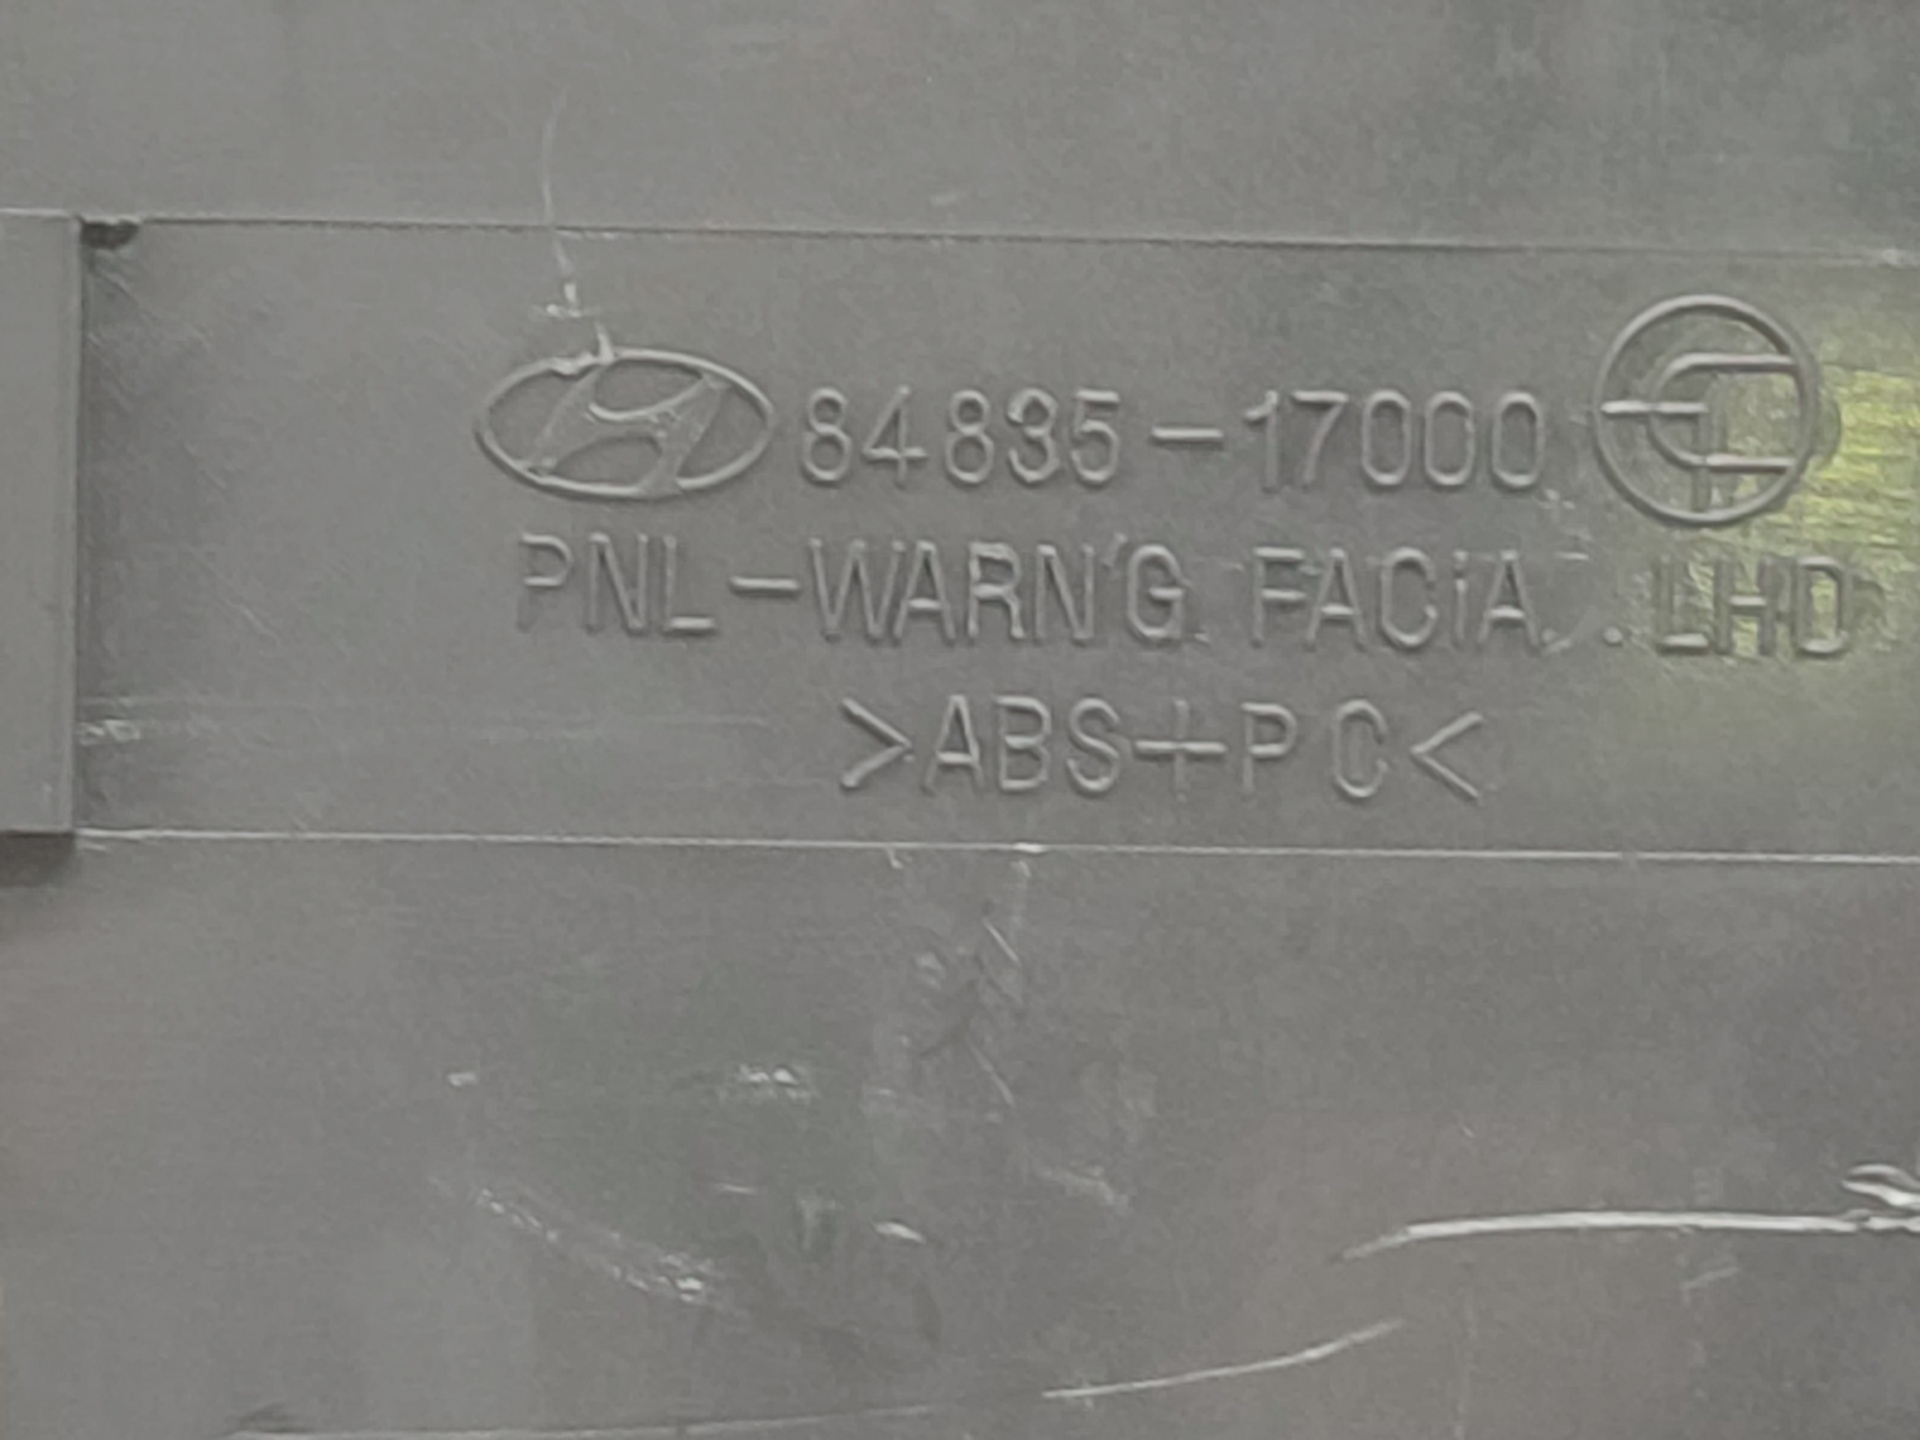 84835-17000
PNL-WARN'G FACiA . LHD
>ABS+PC<